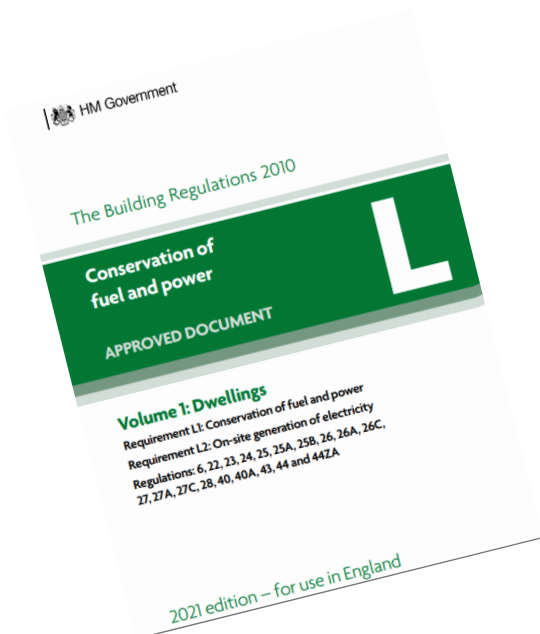 HM Government
The Building Regulations 2010
Conservation of
fuel and power
L
APPROVED DOCUMENT
Volume 1: Dwellings
Requirement L1: Conservation of fuel and power
Requirement L2: On-site generation of electricity
Regulations: 6, 22, 23, 24, 25, 25A, 25B, 26, 26A, 26C,
27, 27A, 27C, 28, 40, 40A, 43, 44 and 44ZA
2021 edition – for use in England